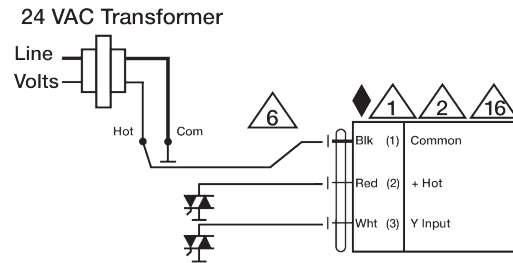 24 VAC Transformer
Line
Volts
Hot
Com
6
1
2
16
Blk (1) Common
Red (2) + Hot
Wht (3) Y Input